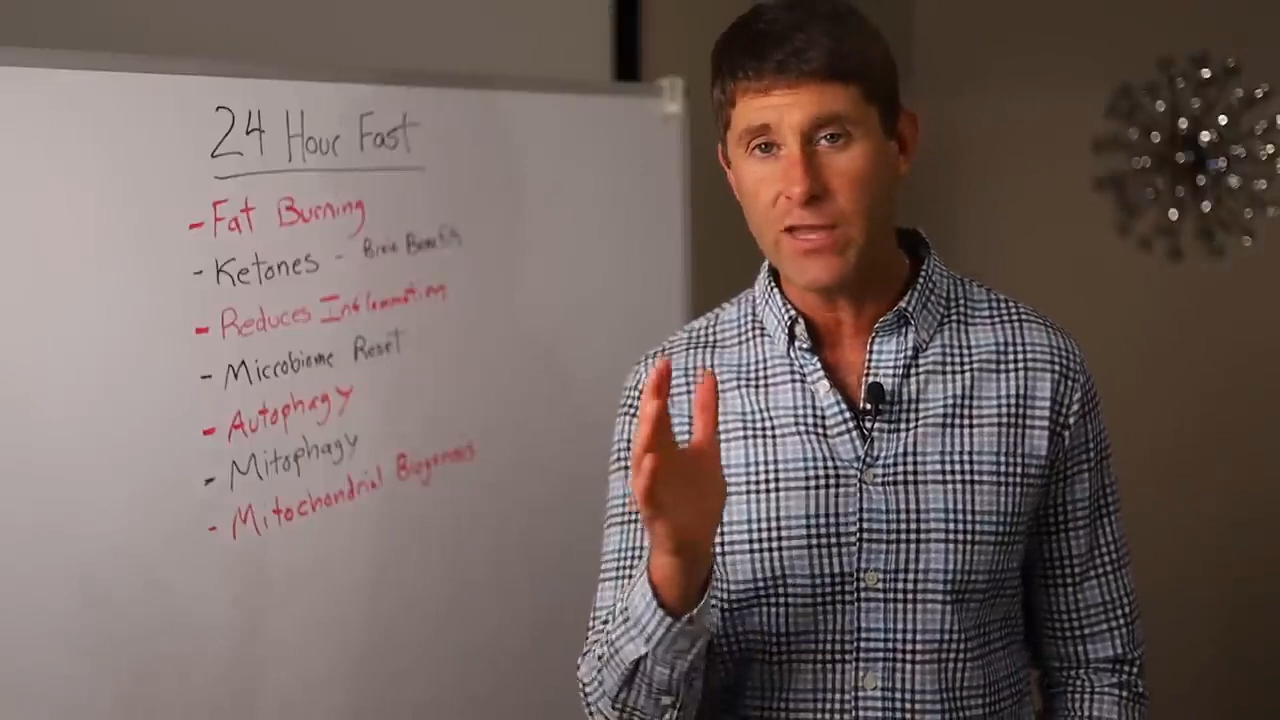 24 Hour Fast
- Fat Burning
- Ketones - Brain Benefits
- Reduces Inflammation
- Microbiome Reset
- Autophagy
- Mitophagy
- Mitochondrial Biogenesis